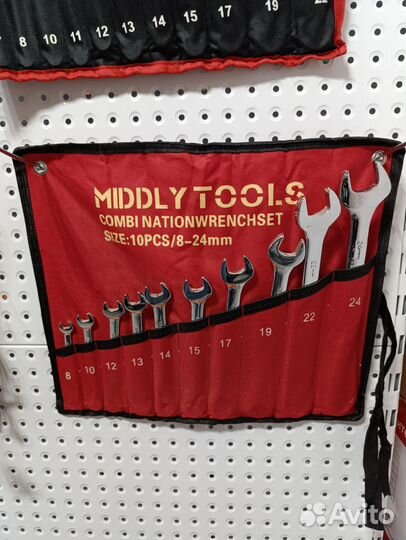 8 10 12 13 14 15 17 19 22
MIDDLY TOOLS
COMBI NATIONWRENCHSET
SIZE:10PCS/8-24mm
8 10 12 13 14 15 17 19 22 24
Avito